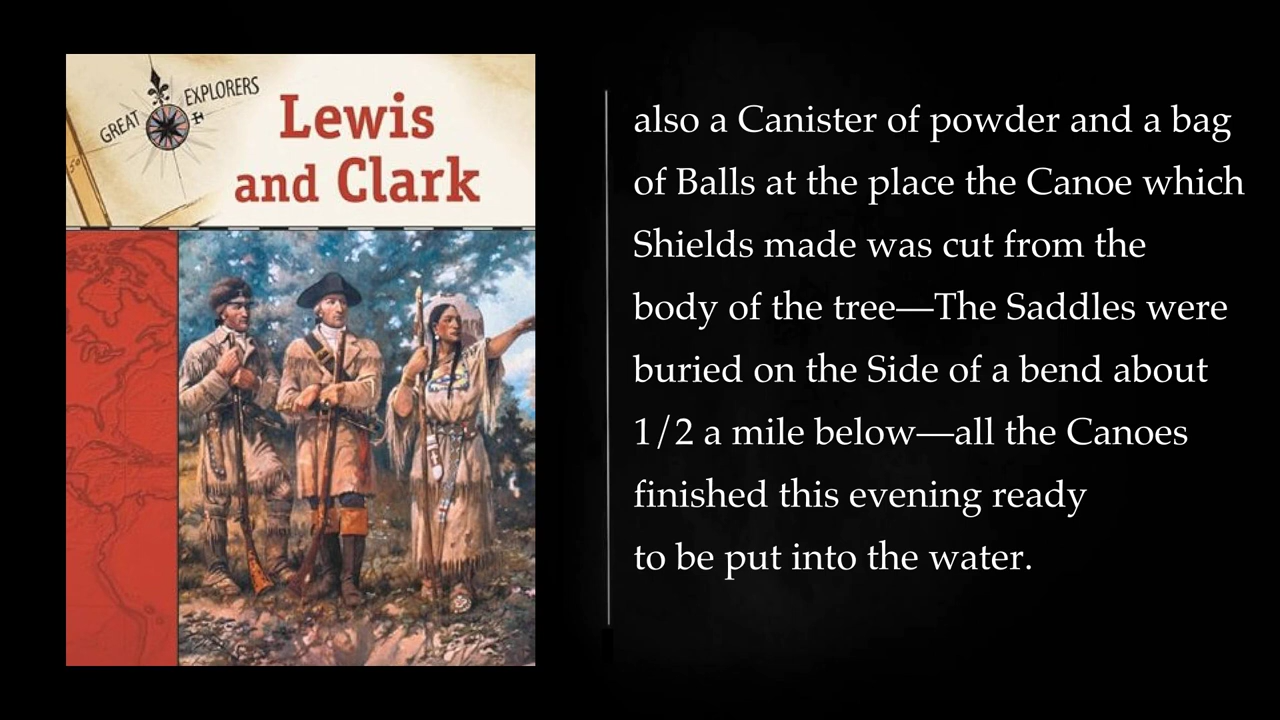 GREAT EXPLORERS
Lewis
and Clark
50
also a Canister of powder and a bag
of Balls at the place the Canoe which
Shields made was cut from the
body of the tree—The Saddles were
buried on the Side of a bend about
1/2 a mile below—all the Canoes
finished this evening ready
to be put into the water.